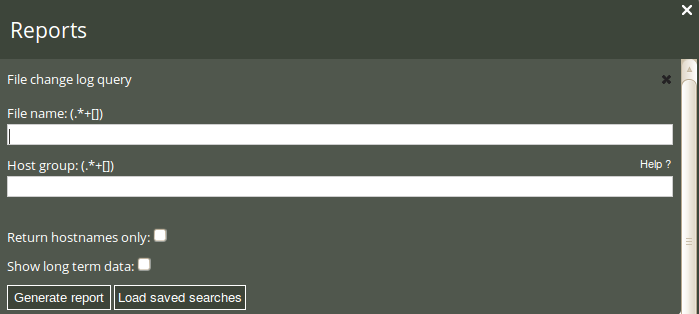 Reports
File change log query
File name: (.*+[])
Host group: (.*+[])
Help ?
Return hostnames only:
Show long term data:
Generate report
Load saved searches